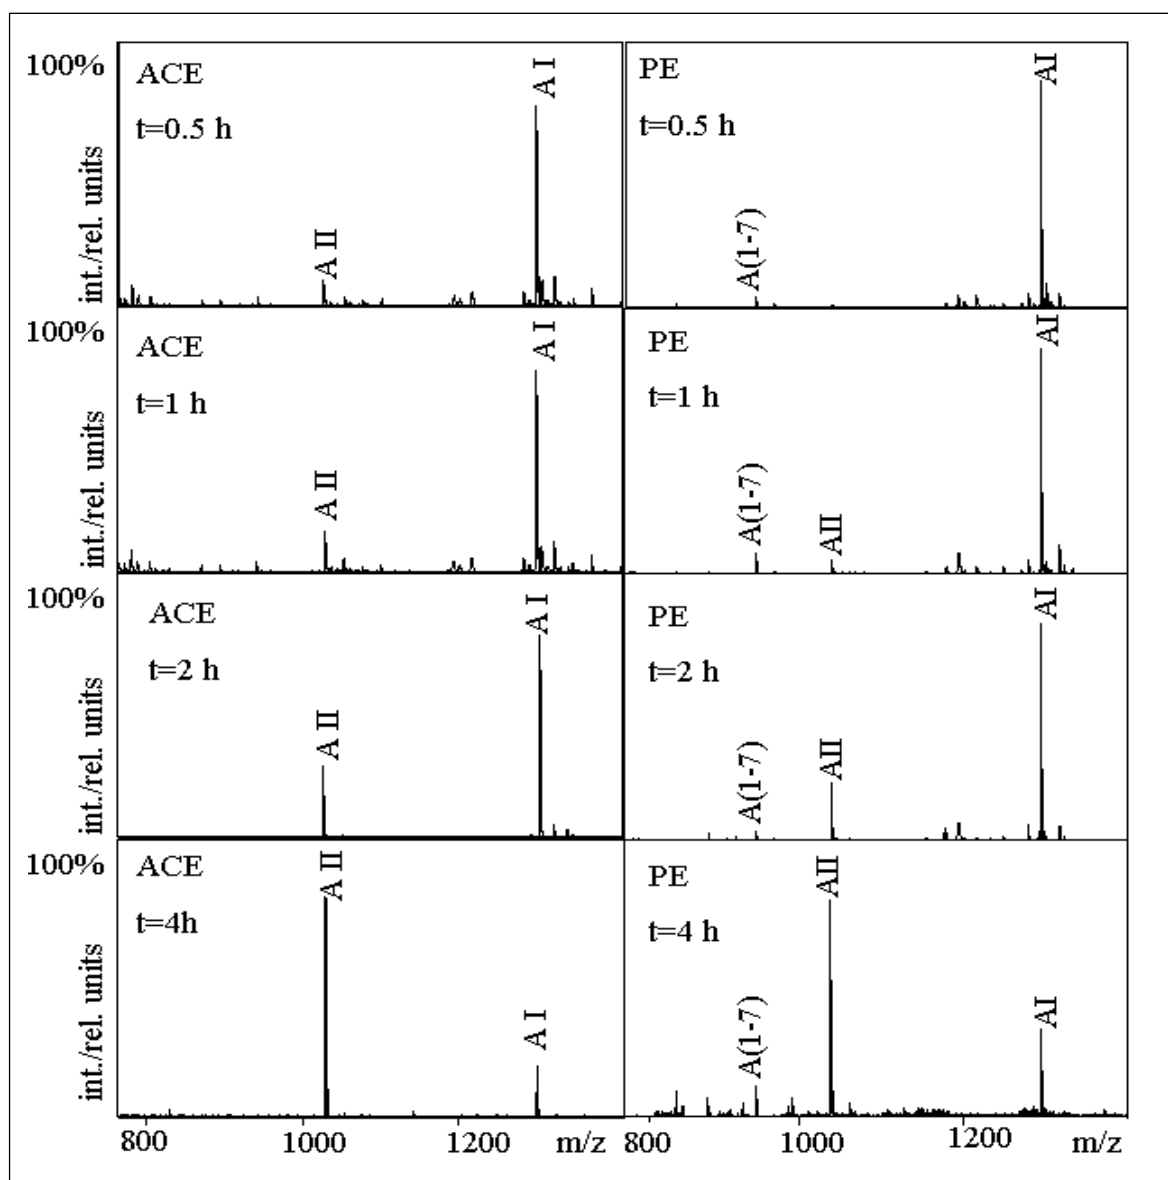 100%
int./rel. units
ACE
t=0.5 h
A II
A I
PE
t=0.5 h
A(1-7)
AI
100%
int./rel. units
ACE
t=1 h
A II
A I
PE
t=1 h
A(1-7)
AII
AI
100%
int./rel. units
ACE
t=2 h
A II
A I
PE
t=2 h
A(1-7)
AII
AI
100%
int./rel. units
ACE
t=4h
A II
A I
PE
t=4 h
A(1-7)
AII
AI
800 1000 1200 m/z 800 1000 1200 m/z